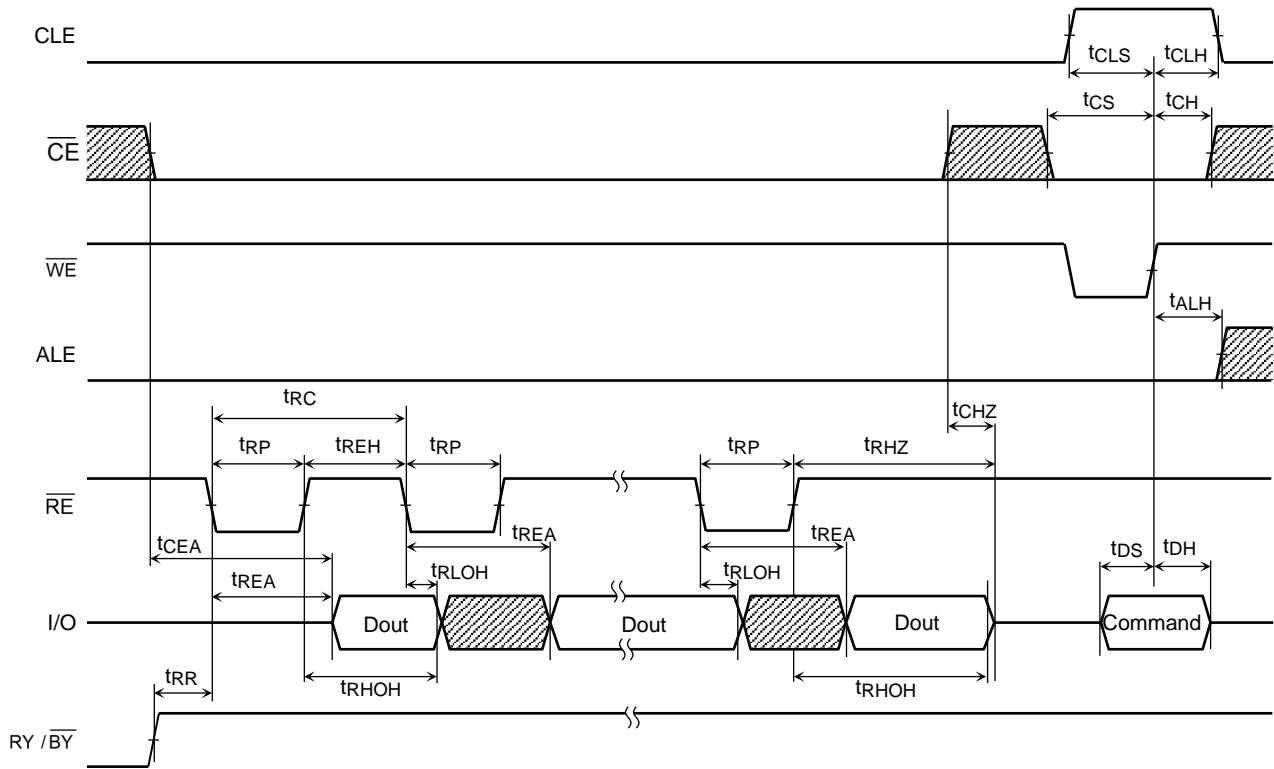 CLE
tCLS tCLH
tCS tCH
CE
WE
tALH
ALE
tRC
tCHZ
tRP tREH tRP tRP tRHZ
RE
tCEA tREA tREA
tREA tRLOH tRLOH tDS tDH
I/O Dout Dout Dout Command
tRR tRHOH tRHOH
RY / BY